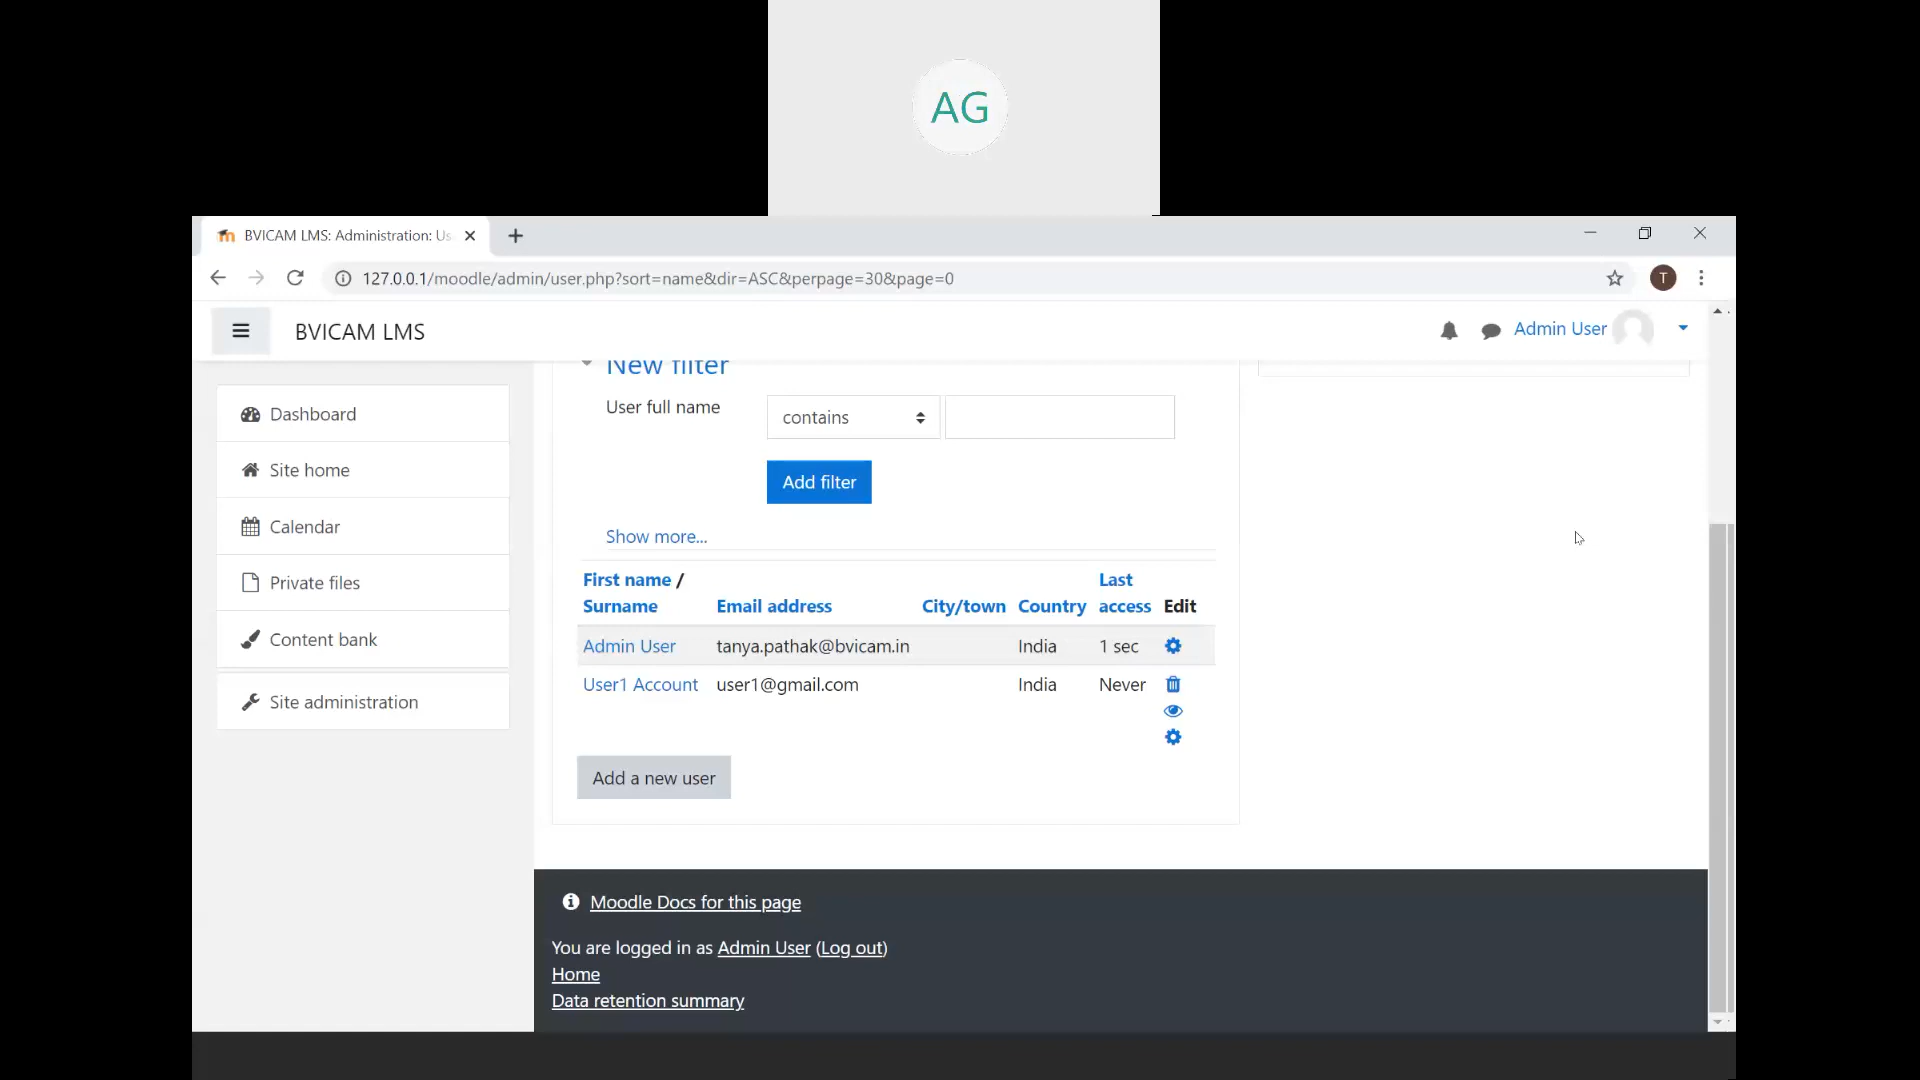 AG
BVICAM LMS: Administration: Us
127.0.0.1/moodle/admin/user.php?sort=name&dir=ASC&perpage=30&page=0
T
BVICAM LMS
Admin User
Dashboard
Site home
Calendar
Private files
Content bank
Site administration
New filter
User full name
contains
Add filter
Show more...
First name / Surname Email address City/town Country Last access Edit
Admin User tanya.pathak@bvicam.in India 1 sec
User1 Account user1@gmail.com India Never
Add a new user
Moodle Docs for this page
You are logged in as Admin User (Log out)
Home
Data retention summary